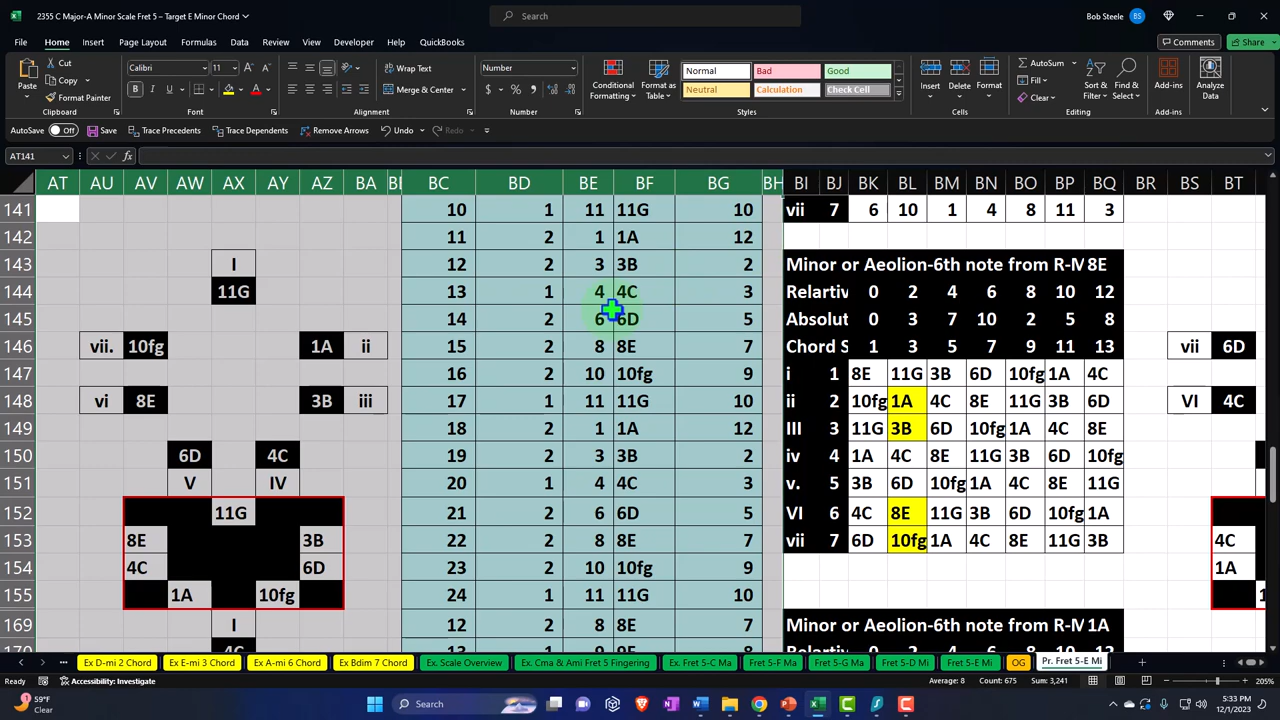 2355 C Major-A Minor Scale Fret 5 – Target E Minor Chord
Search
Bob Steele BS
File Home Insert Page Layout Formulas Data Review View Developer Help QuickBooks Comments Share
Paste Cut Copy Format Painter Clipboard
Calibri 11 Font
Wrap Text Merge & Center Alignment
Number Number
Conditional Formatting Format as Table
Normal Bad Good Neutral Calculation Check Cell Styles
Insert Delete Format Cells
AutoSum Fill Clear Sort & Filter Find & Select Editing
Add-ins Add-ins Analyze Data
AutoSave Off Save Trace Precedents Trace Dependents Remove Arrows Undo Redo
AT141 fx
AT AU AV AW AX AY AZ BA BC BD BE BF BG BH BI BJ BK BL BM BN BO BP BQ BR BS BT
141 10 1 11 11G 10 vii 7 6 10 1 4 8 11 3
142 11 2 1 1A 12
143 I 12 2 3 3B 2 Minor or Aeolion-6th note from R-M 8E
144 11G 13 1 4 4C 3 Relartiv 0 2 4 6 8 10 12
145 14 2 6 6D 5 Absolut 0 3 7 10 2 5 8
146 vii. 10fg 1A ii 15 2 8 8E 7 Chord S 1 3 5 7 9 11 13 vii 6D
147 16 2 10 10fg 9 i 1 8E 11G 3B 6D 10fg 1A 4C
148 vi 8E 3B iii 17 1 11 11G 10 ii 2 10fg 1A 4C 8E 11G 3B 6D VI 4C
149 18 2 1 1A 12 III 3 11G 3B 6D 10fg 1A 4C 8E
150 6D 4C 19 2 3 3B 2 iv 4 1A 4C 8E 11G 3B 6D 10fg
151 V IV 20 1 4 4C 3 v. 5 3B 6D 10fg 1A 4C 8E 11G
152 11G 21 2 6 6D 5 VI 6 4C 8E 11G 3B 6D 10fg 1A
153 8E 3B 22 2 8 8E 7 vii 7 6D 10fg 1A 4C 8E 11G 3B 4C
154 4C 6D 23 2 10 10fg 9 1A
155 1A 10fg 24 1 11 11G 10
169 I 12 2 8 8E 7 Minor or Aeolion-6th note from R-M 1A
Ex D-mi 2 Chord Ex E-mi 3 Chord Ex A-mi 6 Chord Ex Bdim 7 Chord Ex. Scale Overview Ex. Cma & Ami Fret 5 Fingering Ex. Fret 5-C Ma Fret 5-F Ma Fret 5-G Ma Fret 5-D Mi Fret 5-E Mi OG Pr. Fret 5-E Mi
Ready Accessibility: Investigate Average: 8 Count: 675 Sum: 3,241 205%
59°F Clear Search 5:33 PM 12/1/2023